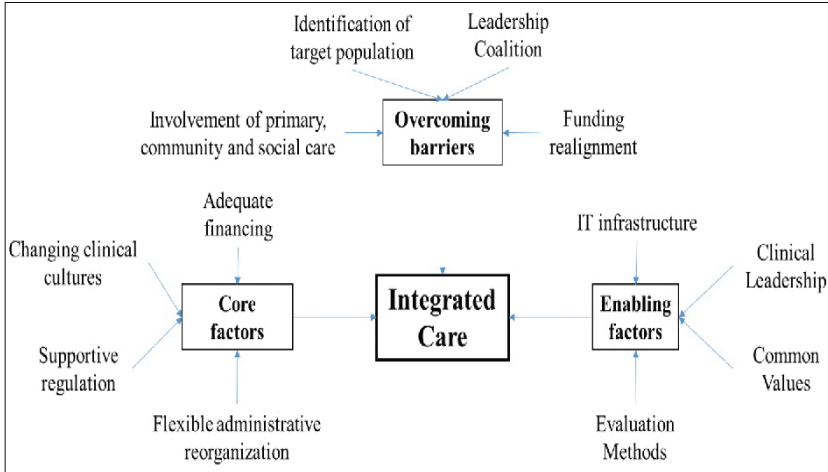 Identification of
target population
Leadership
Coalition
Involvement of primary,
community and social care
Overcoming
barriers
Funding
realignment
Adequate
financing
IT infrastructure
Changing clinical
cultures
Clinical
Leadership
Core
factors
Integrated
Care
Enabling
factors
Supportive
regulation
Common
Values
Flexible administrative
reorganization
Evaluation
Methods